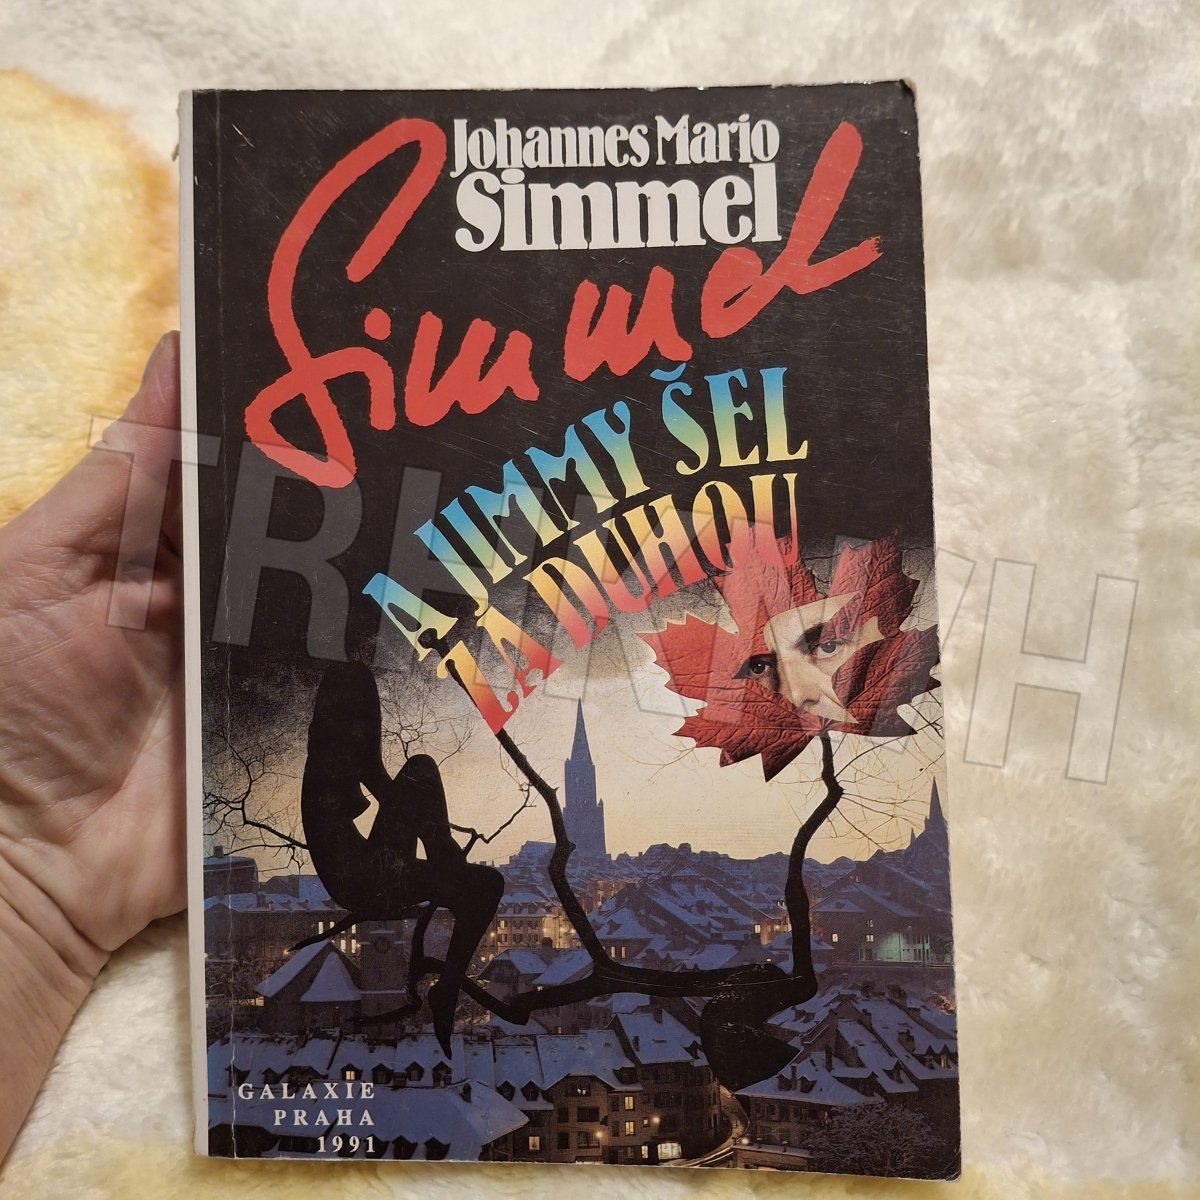 Johannes Mario
Simmel
Simmel
A JIMMY ŠEL
ZA DUHOU
GALAXIE
PRAHA
1991